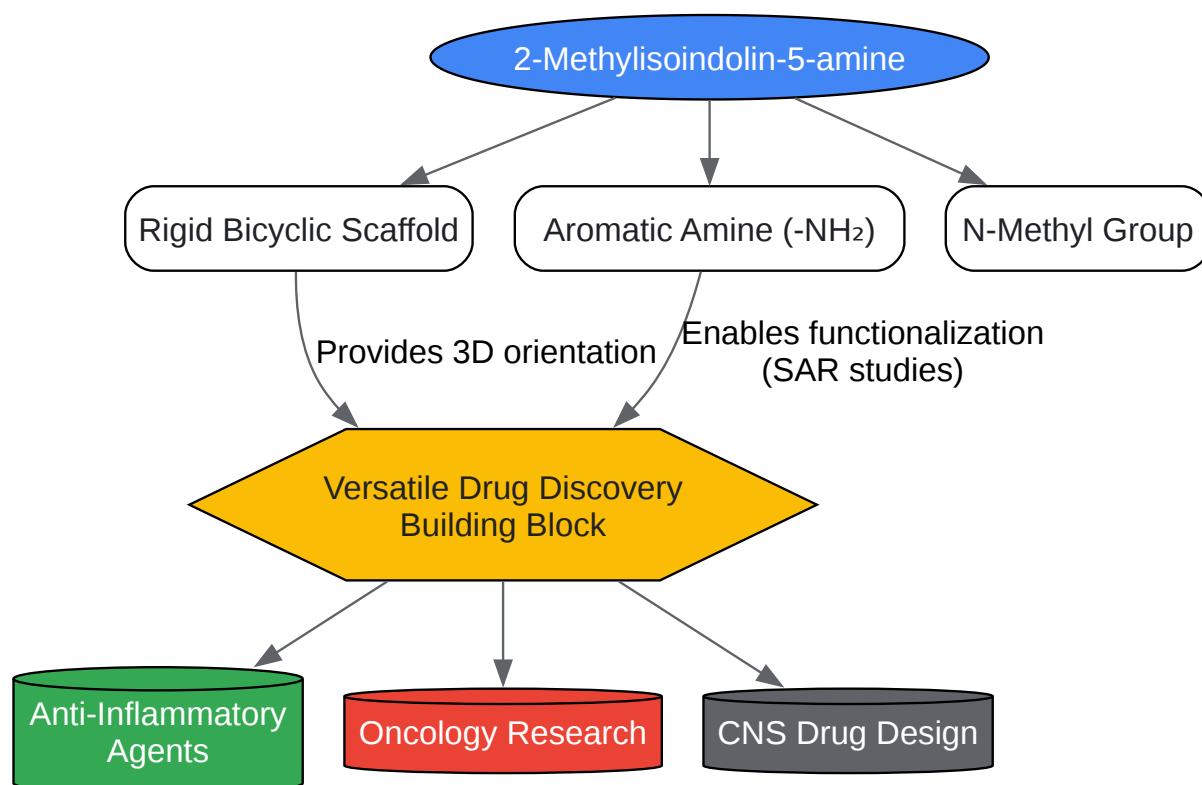 2-Methylisoindolin-5-amine
Rigid Bicyclic Scaffold
Aromatic Amine (-NH₂)
N-Methyl Group
Provides 3D orientation
Enables functionalization
(SAR studies)
Versatile Drug Discovery
Building Block
Anti-Inflammatory
Agents
Oncology Research
CNS Drug Design